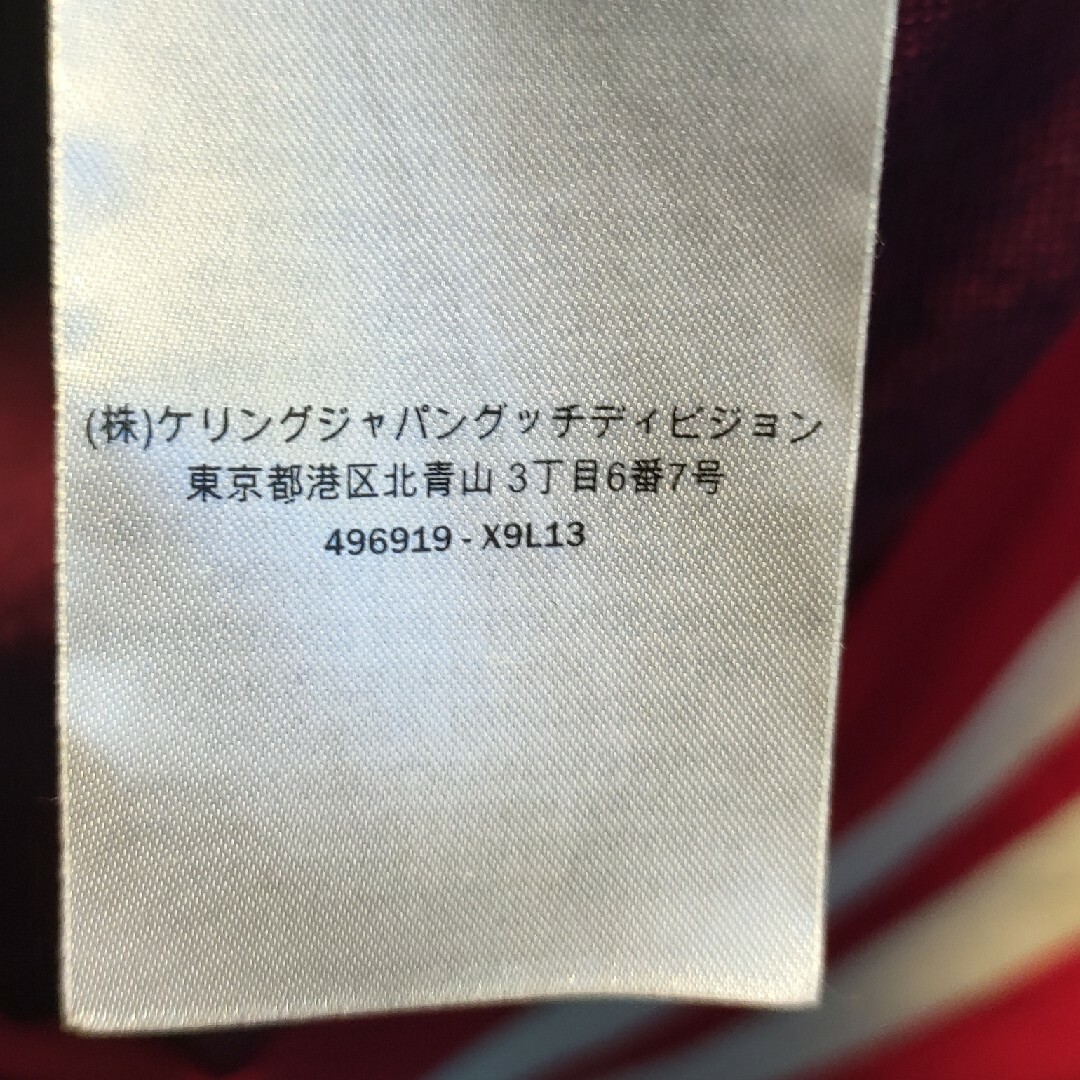 (株)ケリングジャパングッチディビジョン
東京都港区北青山 3丁目6番7号
496919 - X9L13